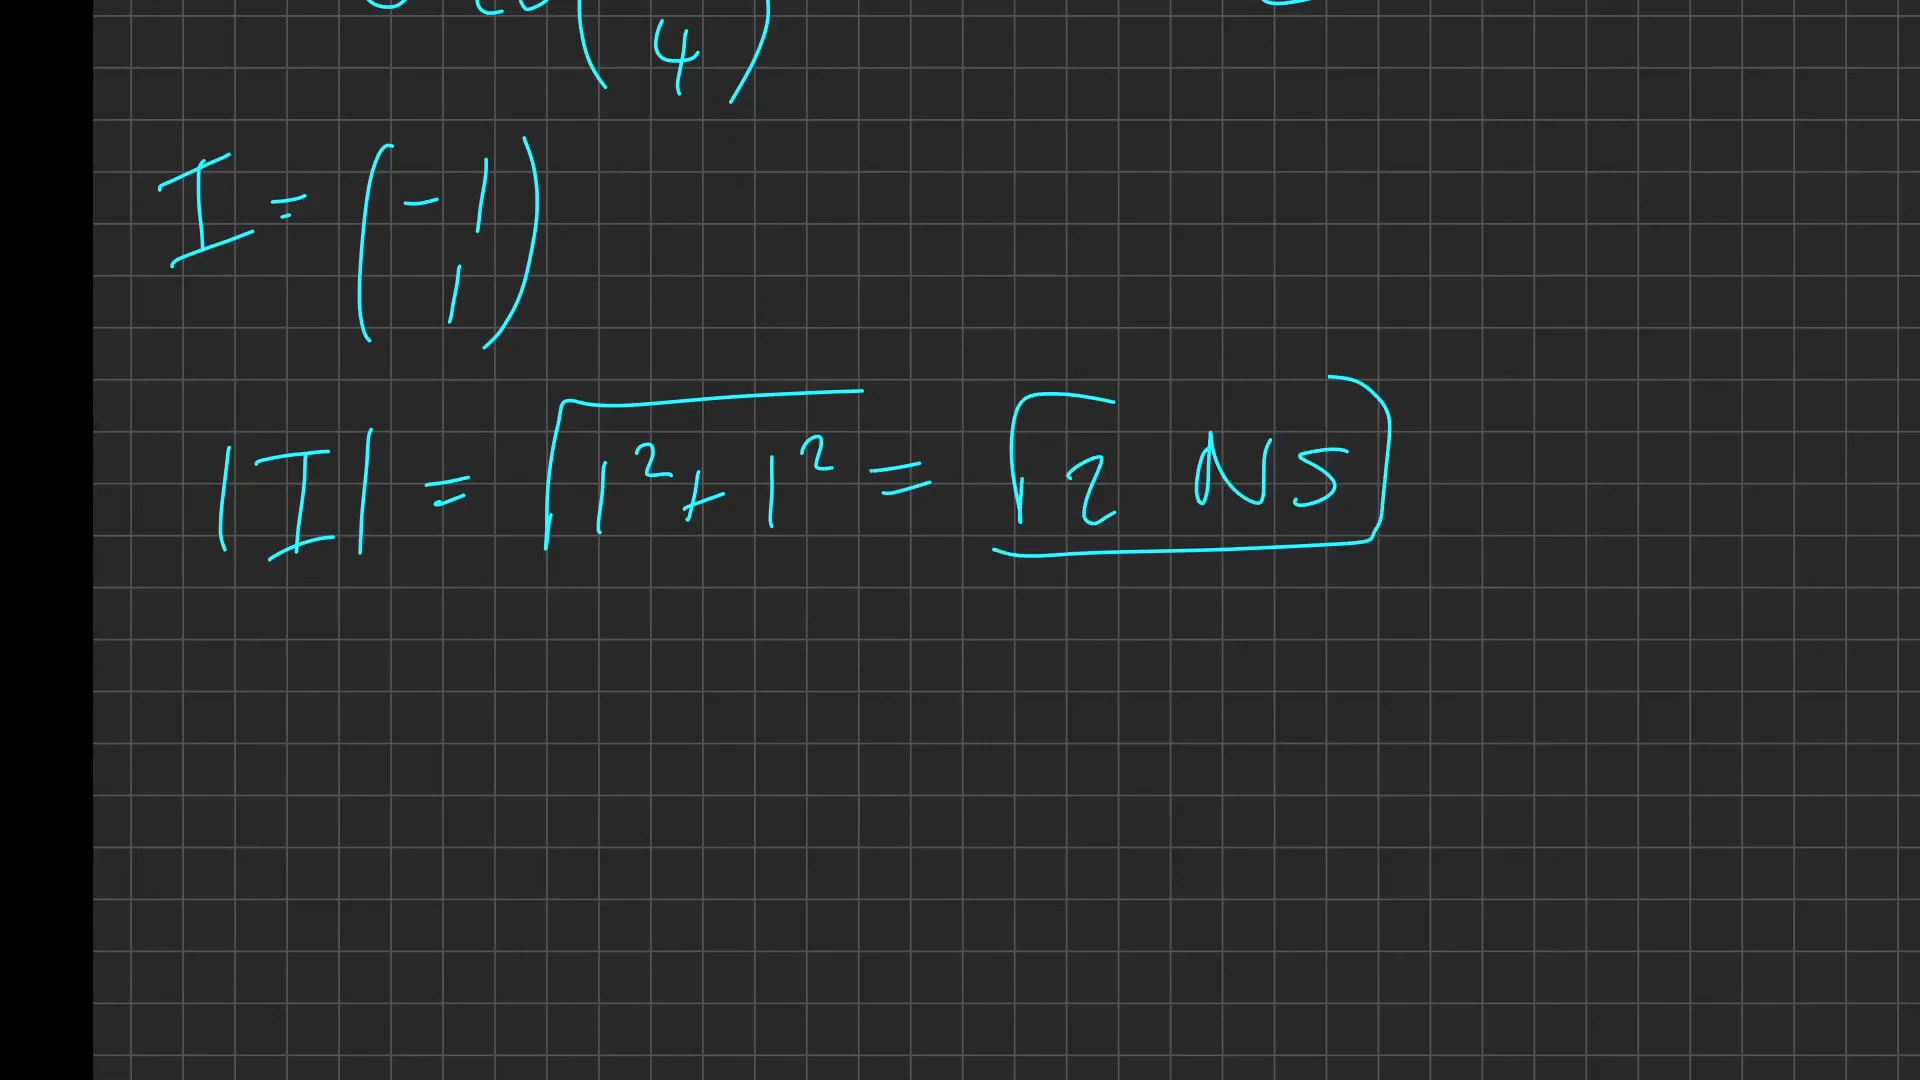 ( 4 )
I = ( -1 1 )
|I| = √1² + 1² = √2 NS